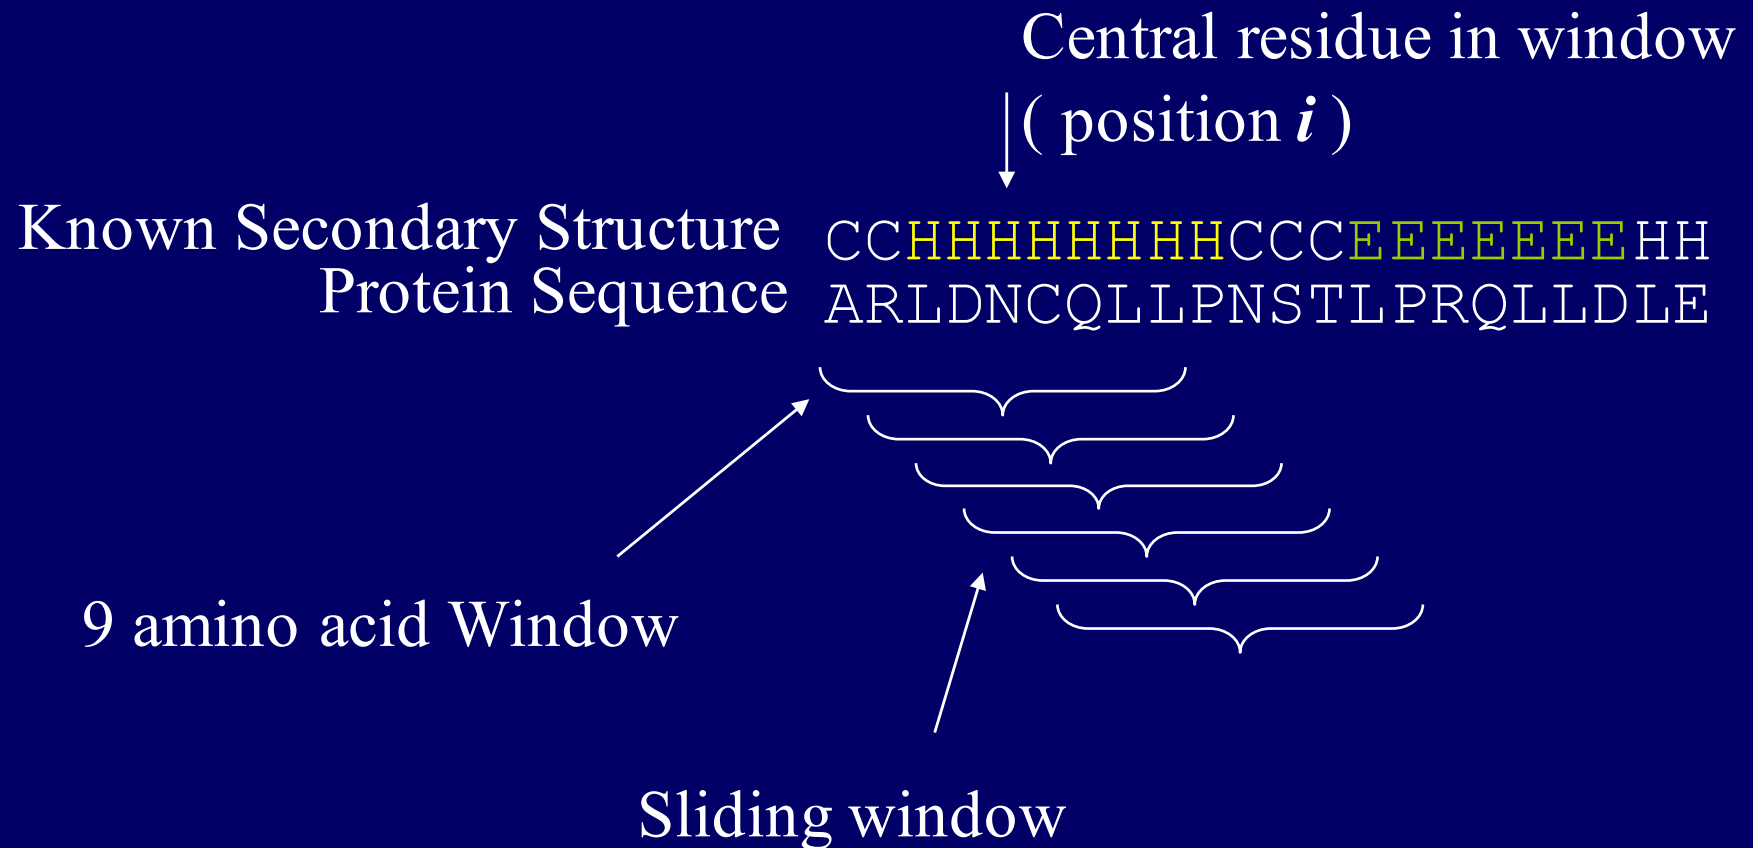 Central residue in window
( position i )
Known Secondary Structure CCHHHHHHHHCCCEEEEEEEHH
Protein Sequence ARLDNCQLLPNSTLPRQLLDLE
9 amino acid Window
Sliding window